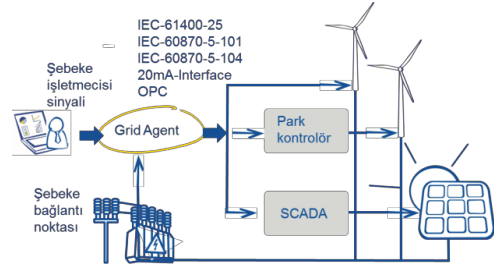 IEC-61400-25
IEC-60870-5-101
IEC-60870-5-104
20mA-Interface
OPC
Şebeke
işletmecisi
sinyali
Grid Agent
Park
kontrolör
Şebeke
bağlantı
noktası
SCADA